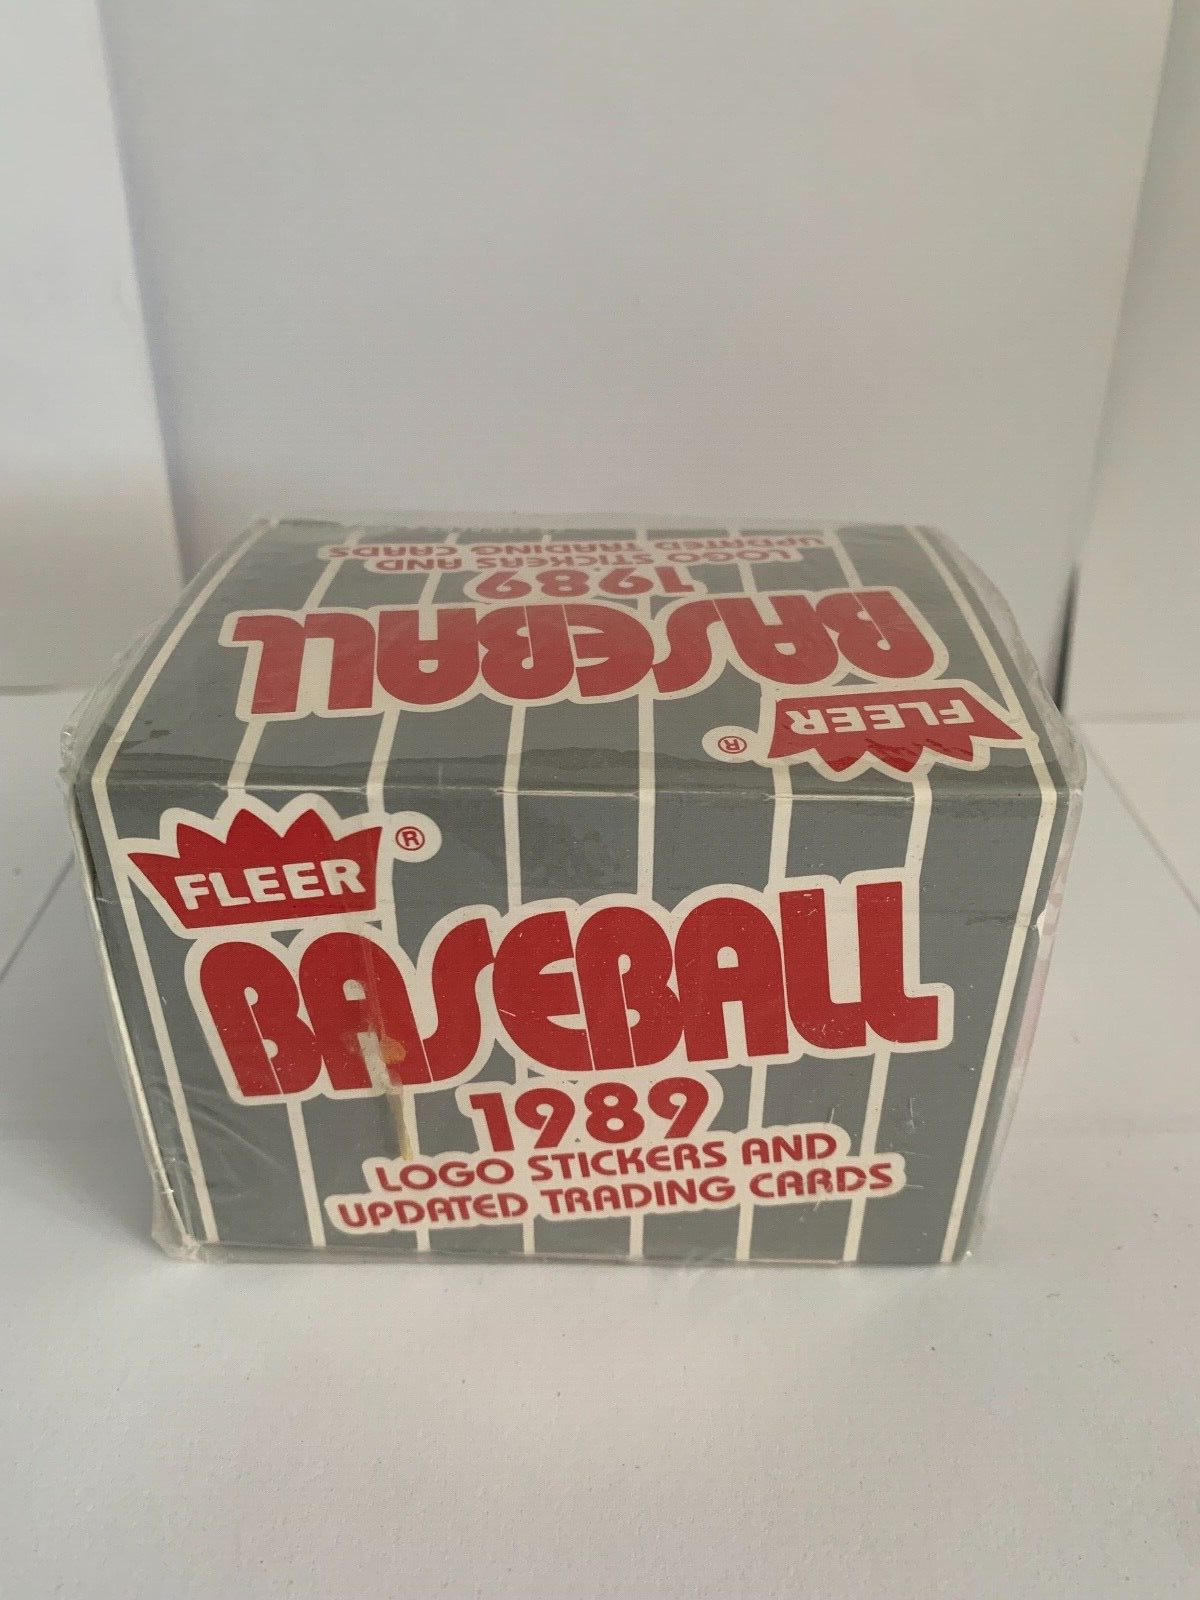 LOGO STICKERS AND
UPDATED TRADING CARDS
1989
BASEBALL
FLEER
®
FLEER
®
BASEBALL
1989
LOGO STICKERS AND
UPDATED TRADING CARDS